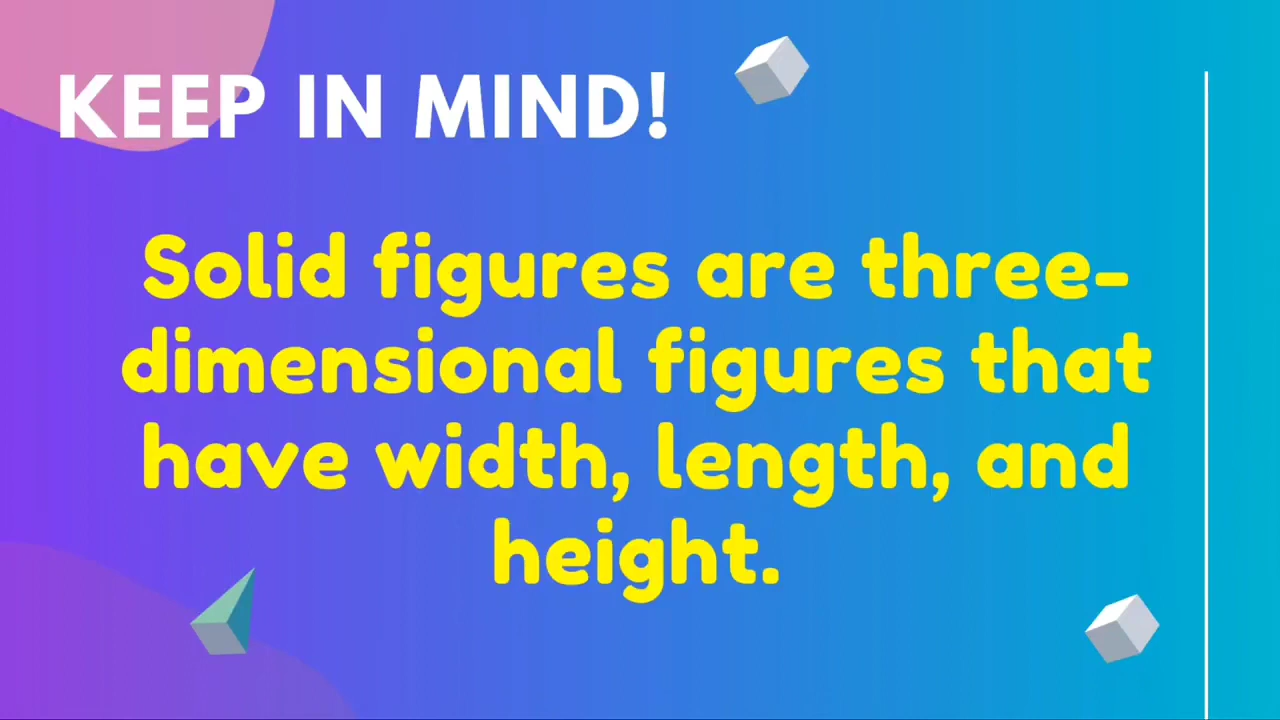 KEEP IN MIND!
Solid figures are three-
dimensional figures that
have width, length, and
height.